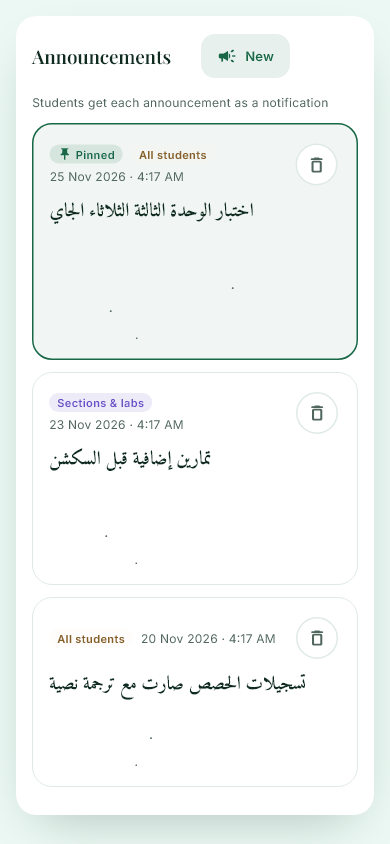 Announcements
New
Students get each announcement as a notification
Pinned All students
25 Nov 2026 · 4:17 AM
اختبار الوحدة الثالثة الثلاثاء الجاي
Sections & labs
23 Nov 2026 · 4:17 AM
تمارين إضافية قبل السكشن
All students 20 Nov 2026 · 4:17 AM
تسجيلات الحصص صارت مع ترجمة نصية